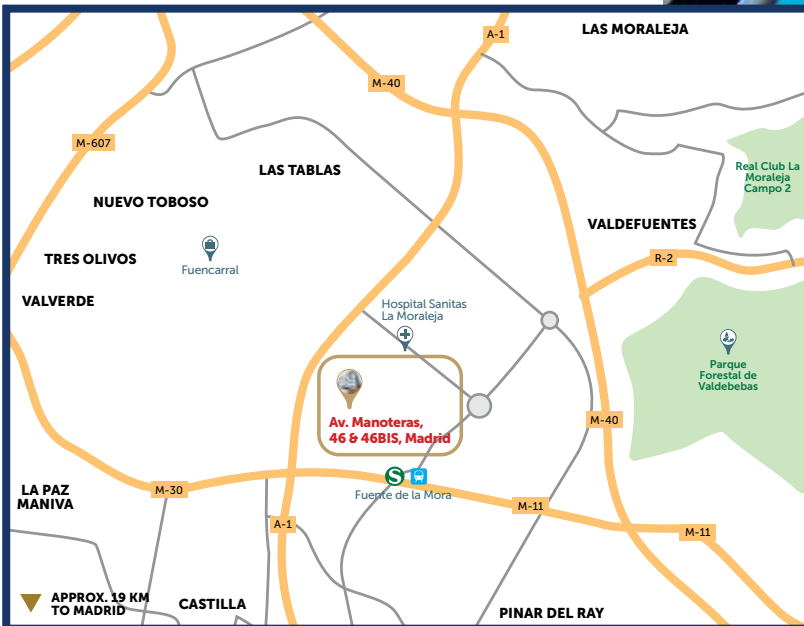 LAS MORALEJA
A-1
M-40
M-607
LAS TABLAS
Real Club La
Moraleja
Campo 2
NUEVO TOBOSO
VALDEFUENTES
TRES OLIVOS
Fuencarral
R-2
VALVERDE
Hospital Sanitas
La Moraleja
Parque
Forestal de
Valdebebas
Av. Manoteras,
46 & 46BIS, Madrid
M-40
S
Fuente de la Mora
LA PAZ
MANIVA
M-30
M-11
A-1
M-11
APPROX. 19 KM
TO MADRID
CASTILLA
PINAR DEL RAY